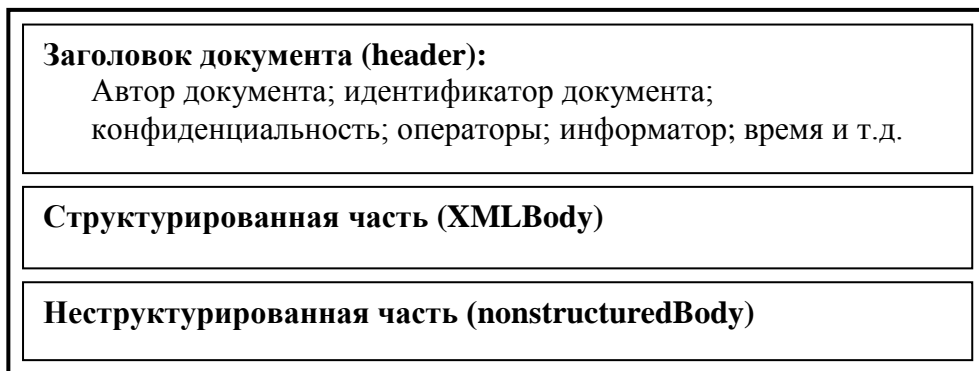 Заголовок документа (header):
Автор документа; идентификатор документа;
конфиденциальность; операторы; информатор; время и т.д.
Структурированная часть (XMLBody)
Неструктурированная часть (nonstructuredBody)